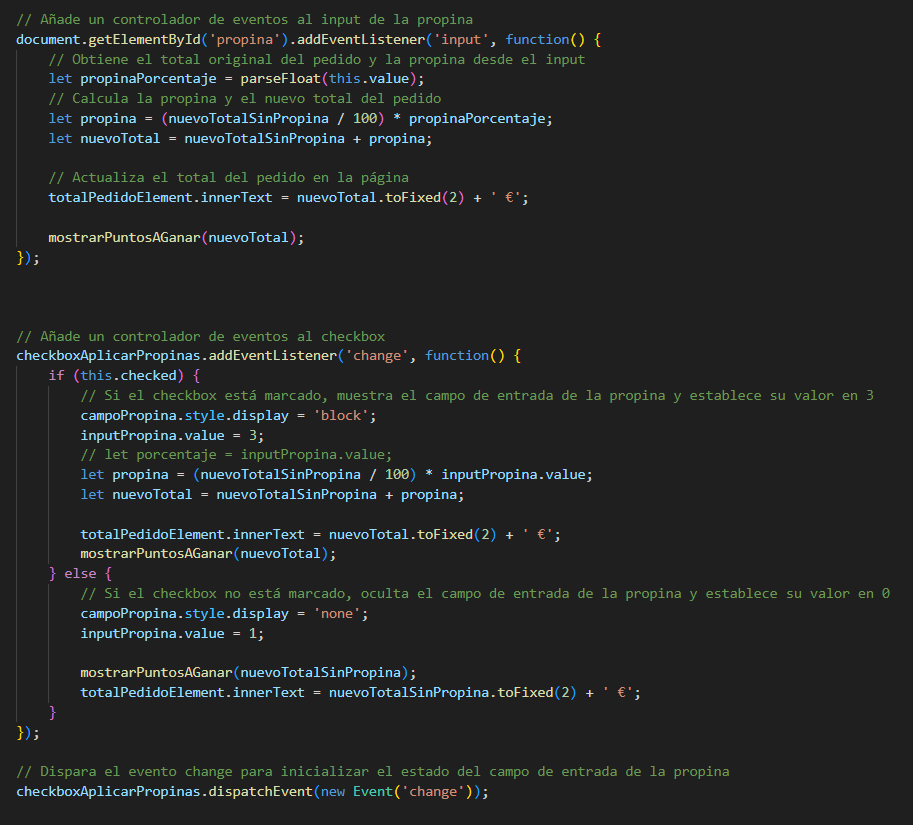 // Añade un controlador de eventos al input de la propina
document.getElementById('propina').addEventListener('input', function() {
// Obtiene el total original del pedido y la propina desde el input
let propinaPorcentaje = parseFloat(this.value);
// Calcula la propina y el nuevo total del pedido
let propina = (nuevoTotalSinPropina / 100) * propinaPorcentaje;
let nuevoTotal = nuevoTotalSinPropina + propina;
// Actualiza el total del pedido en la página
totalPedidoElement.innerText = nuevoTotal.toFixed(2) + ' €';
mostrarPuntosAGanar(nuevoTotal);
});
// Añade un controlador de eventos al checkbox
checkboxAplicarPropinas.addEventListener('change', function() {
if (this.checked) {
// Si el checkbox está marcado, muestra el campo de entrada de la propina y establece su valor en 3
campoPropina.style.display = 'block';
inputPropina.value = 3;
// let porcentaje = inputPropina.value;
let propina = (nuevoTotalSinPropina / 100) * inputPropina.value;
let nuevoTotal = nuevoTotalSinPropina + propina;
totalPedidoElement.innerText = nuevoTotal.toFixed(2) + ' €';
mostrarPuntosAGanar(nuevoTotal);
} else {
// Si el checkbox no está marcado, oculta el campo de entrada de la propina y establece su valor en 0
campoPropina.style.display = 'none';
inputPropina.value = 1;
mostrarPuntosAGanar(nuevoTotalSinPropina);
totalPedidoElement.innerText = nuevoTotalSinPropina.toFixed(2) + ' €';
}
});
// Dispara el evento change para inicializar el estado del campo de entrada de la propina
checkboxAplicarPropinas.dispatchEvent(new Event('change'));